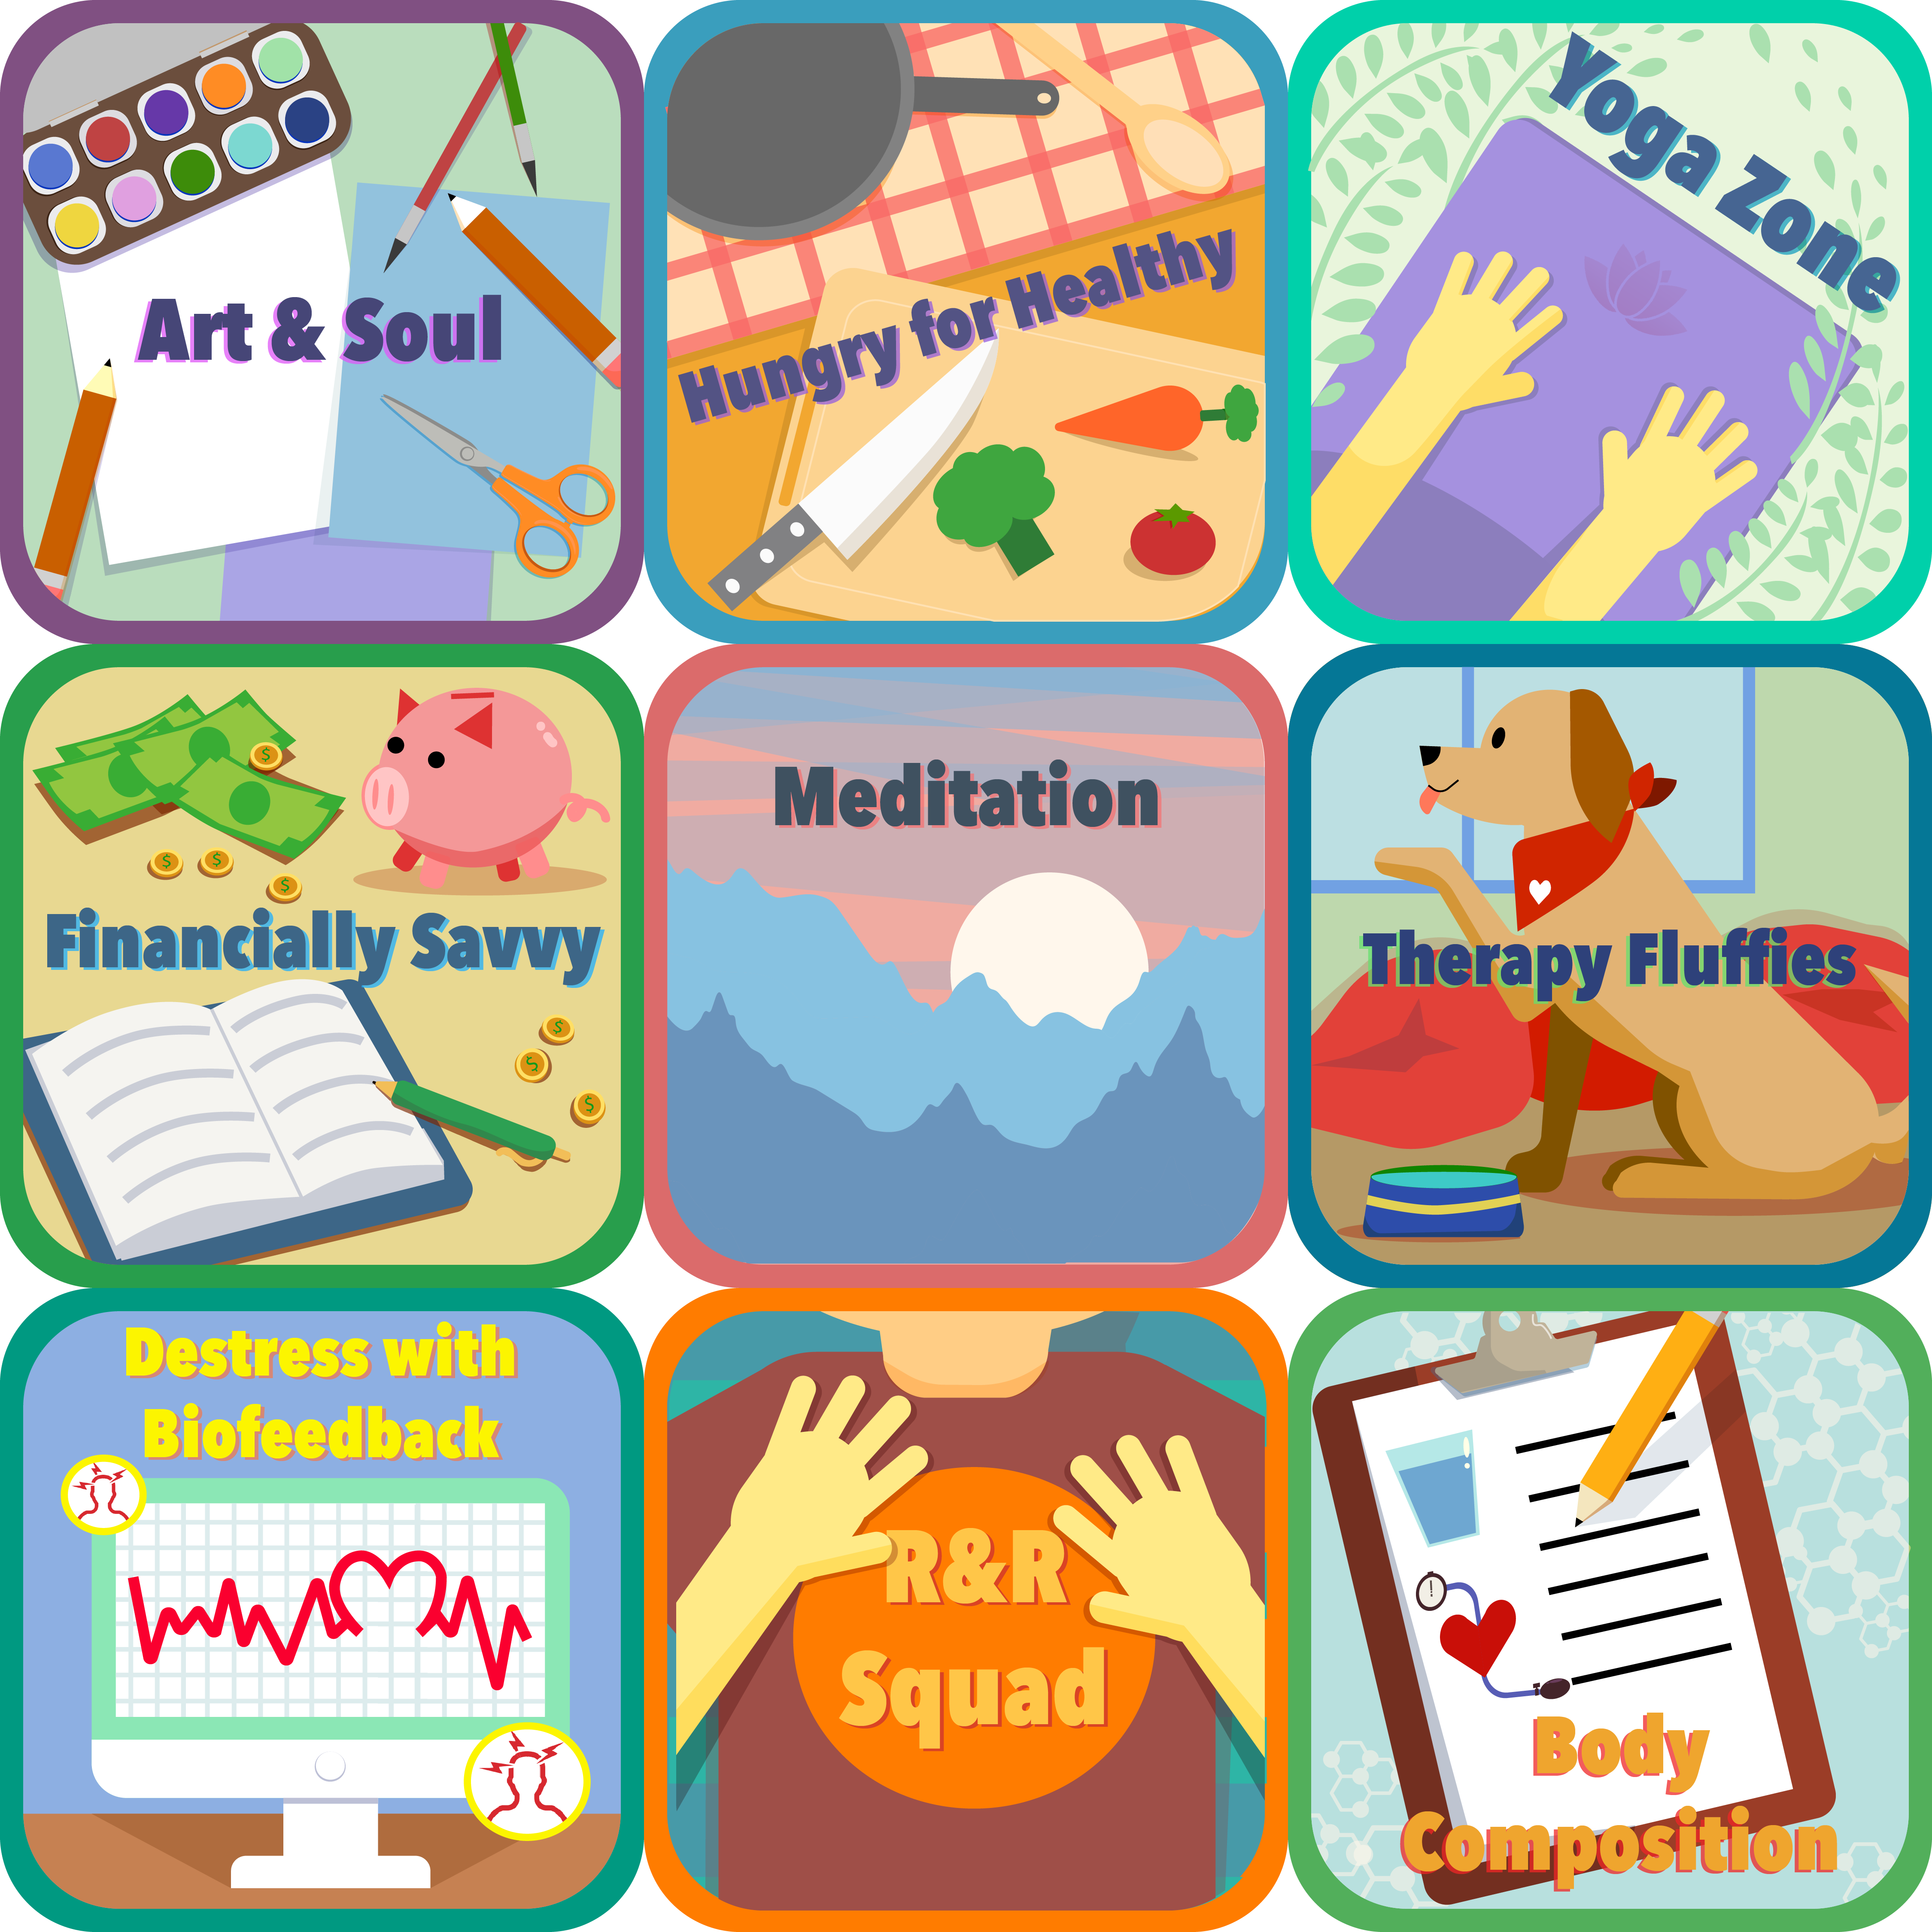 Art & Soul
Hungry for Healthy
Yoga Zone
Financially Savvy
Meditation
Therapy Fluffies
Destress with
Biofeedback
R&R
Squad
Body
Composition